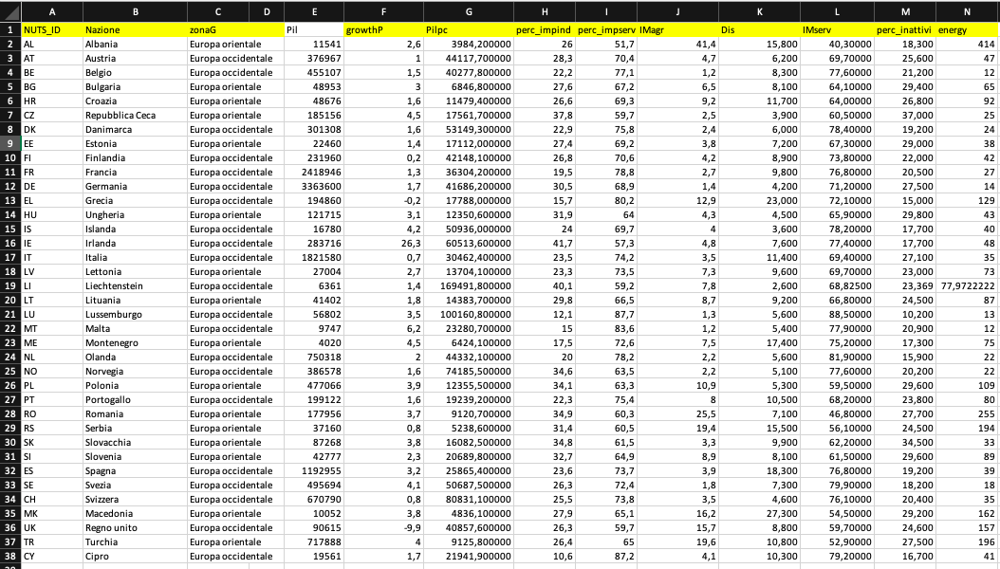 A B C D E F G H I J K L M N
1 NUTS_ID Nazione zonaG Pil growthP Pilpc perc_impind perc_impserv IMagr Dis IMserv perc_inattivi energy
2 AL Albania Europa orientale 11541 2,6 3984,200000 26 51,7 41,4 15,800 40,30000 18,300 414
3 AT Austria Europa occidentale 376967 1 44117,700000 28,3 70,4 4,7 6,200 69,70000 25,600 47
4 BE Belgio Europa occidentale 455107 1,5 40277,800000 22,2 77,1 1,2 8,300 77,60000 21,200 12
5 BG Bulgaria Europa orientale 48953 3 6846,800000 27,6 67,2 6,5 8,100 64,10000 29,400 65
6 HR Croazia Europa orientale 48676 1,6 11479,400000 26,6 69,3 9,2 11,700 64,00000 26,800 92
7 CZ Repubblica Ceca Europa orientale 185156 4,5 17561,700000 37,8 59,7 2,5 3,900 60,50000 37,000 25
8 DK Danimarca Europa occidentale 301308 1,6 53149,300000 22,9 75,8 2,4 6,000 78,40000 19,200 24
9 EE Estonia Europa orientale 22460 1,4 17112,000000 27,4 69,2 3,8 7,200 67,30000 29,000 38
10 FI Finlandia Europa occidentale 231960 0,2 42148,100000 26,8 70,6 4,2 8,900 73,80000 22,000 42
11 FR Francia Europa occidentale 2418946 1,3 36304,200000 19,5 78,8 2,7 9,800 76,80000 20,500 27
12 DE Germania Europa occidentale 3363600 1,7 41686,200000 30,5 68,9 1,4 4,200 71,20000 27,500 14
13 EL Grecia Europa occidentale 194860 -0,2 17788,000000 15,7 80,2 12,9 23,000 72,10000 15,000 129
14 HU Ungheria Europa orientale 121715 3,1 12350,600000 31,9 64 4,3 4,500 65,90000 29,800 43
15 IS Islanda Europa occidentale 16780 4,2 50936,000000 24 69,7 4 3,600 78,20000 17,700 40
16 IE Irlanda Europa occidentale 283716 26,3 60513,600000 41,7 57,3 4,8 7,600 77,40000 17,700 48
17 IT Italia Europa occidentale 1821580 0,7 30462,400000 23,5 74,2 3,5 11,400 69,40000 27,100 35
18 LV Lettonia Europa orientale 27004 2,7 13704,100000 23,3 73,5 7,3 9,600 69,70000 23,000 73
19 LI Liechtenstein Europa occidentale 6361 1,4 169491,800000 40,1 59,2 7,8 2,600 68,82500 23,369 77,9722222
20 LT Lituania Europa orientale 41402 1,8 14383,700000 29,8 66,5 8,7 9,200 66,80000 24,500 87
21 LU Lussemburgo Europa occidentale 56802 3,5 100160,800000 12,1 87,7 1,3 5,600 88,50000 10,200 13
22 MT Malta Europa occidentale 9747 6,2 23280,700000 15 83,6 1,2 5,400 77,90000 20,900 12
23 ME Montenegro Europa orientale 4020 4,5 6424,100000 17,5 72,6 7,5 17,400 75,20000 17,300 75
24 NL Olanda Europa occidentale 750318 2 44332,100000 20 78,2 2,2 5,600 81,90000 15,900 22
25 NO Norvegia Europa occidentale 386578 1,6 74185,500000 34,6 63,5 2,2 5,100 77,60000 20,200 22
26 PL Polonia Europa orientale 477066 3,9 12355,500000 34,1 63,3 10,9 5,300 59,50000 29,600 109
27 PT Portogallo Europa occidentale 199122 1,6 19239,200000 22,3 75,4 8 10,500 68,20000 23,800 80
28 RO Romania Europa orientale 177956 3,7 9120,700000 34,9 60,3 25,5 7,100 46,80000 27,700 255
29 RS Serbia Europa orientale 37160 0,8 5238,600000 31,4 60,5 19,4 15,500 56,10000 24,500 194
30 SK Slovacchia Europa orientale 87268 3,8 16082,500000 34,8 61,5 3,3 9,900 62,20000 34,500 33
31 SI Slovenia Europa orientale 42777 2,3 20689,800000 32,7 64,9 8,9 8,100 61,50000 29,600 89
32 ES Spagna Europa occidentale 1192955 3,2 25865,400000 23,6 73,7 3,9 18,300 76,80000 19,200 39
33 SE Svezia Europa occidentale 495694 4,1 50687,500000 26,3 72,4 1,8 7,300 79,90000 18,200 18
34 CH Svizzera Europa occidentale 670790 0,8 80831,100000 25,5 73,8 3,5 4,600 76,10000 20,400 35
35 MK Macedonia Europa orientale 10052 3,8 4836,100000 27,9 65,1 16,2 27,300 54,50000 29,200 162
36 UK Regno unito Europa occidentale 90615 -9,9 40857,600000 26,3 59,7 15,7 8,800 59,70000 24,600 157
37 TR Turchia Europa orientale 717888 4 9125,800000 26,4 65 19,6 10,800 52,90000 27,500 196
38 CY Cipro Europa occidentale 19561 1,7 21941,900000 10,6 87,2 4,1 10,300 79,20000 16,700 41